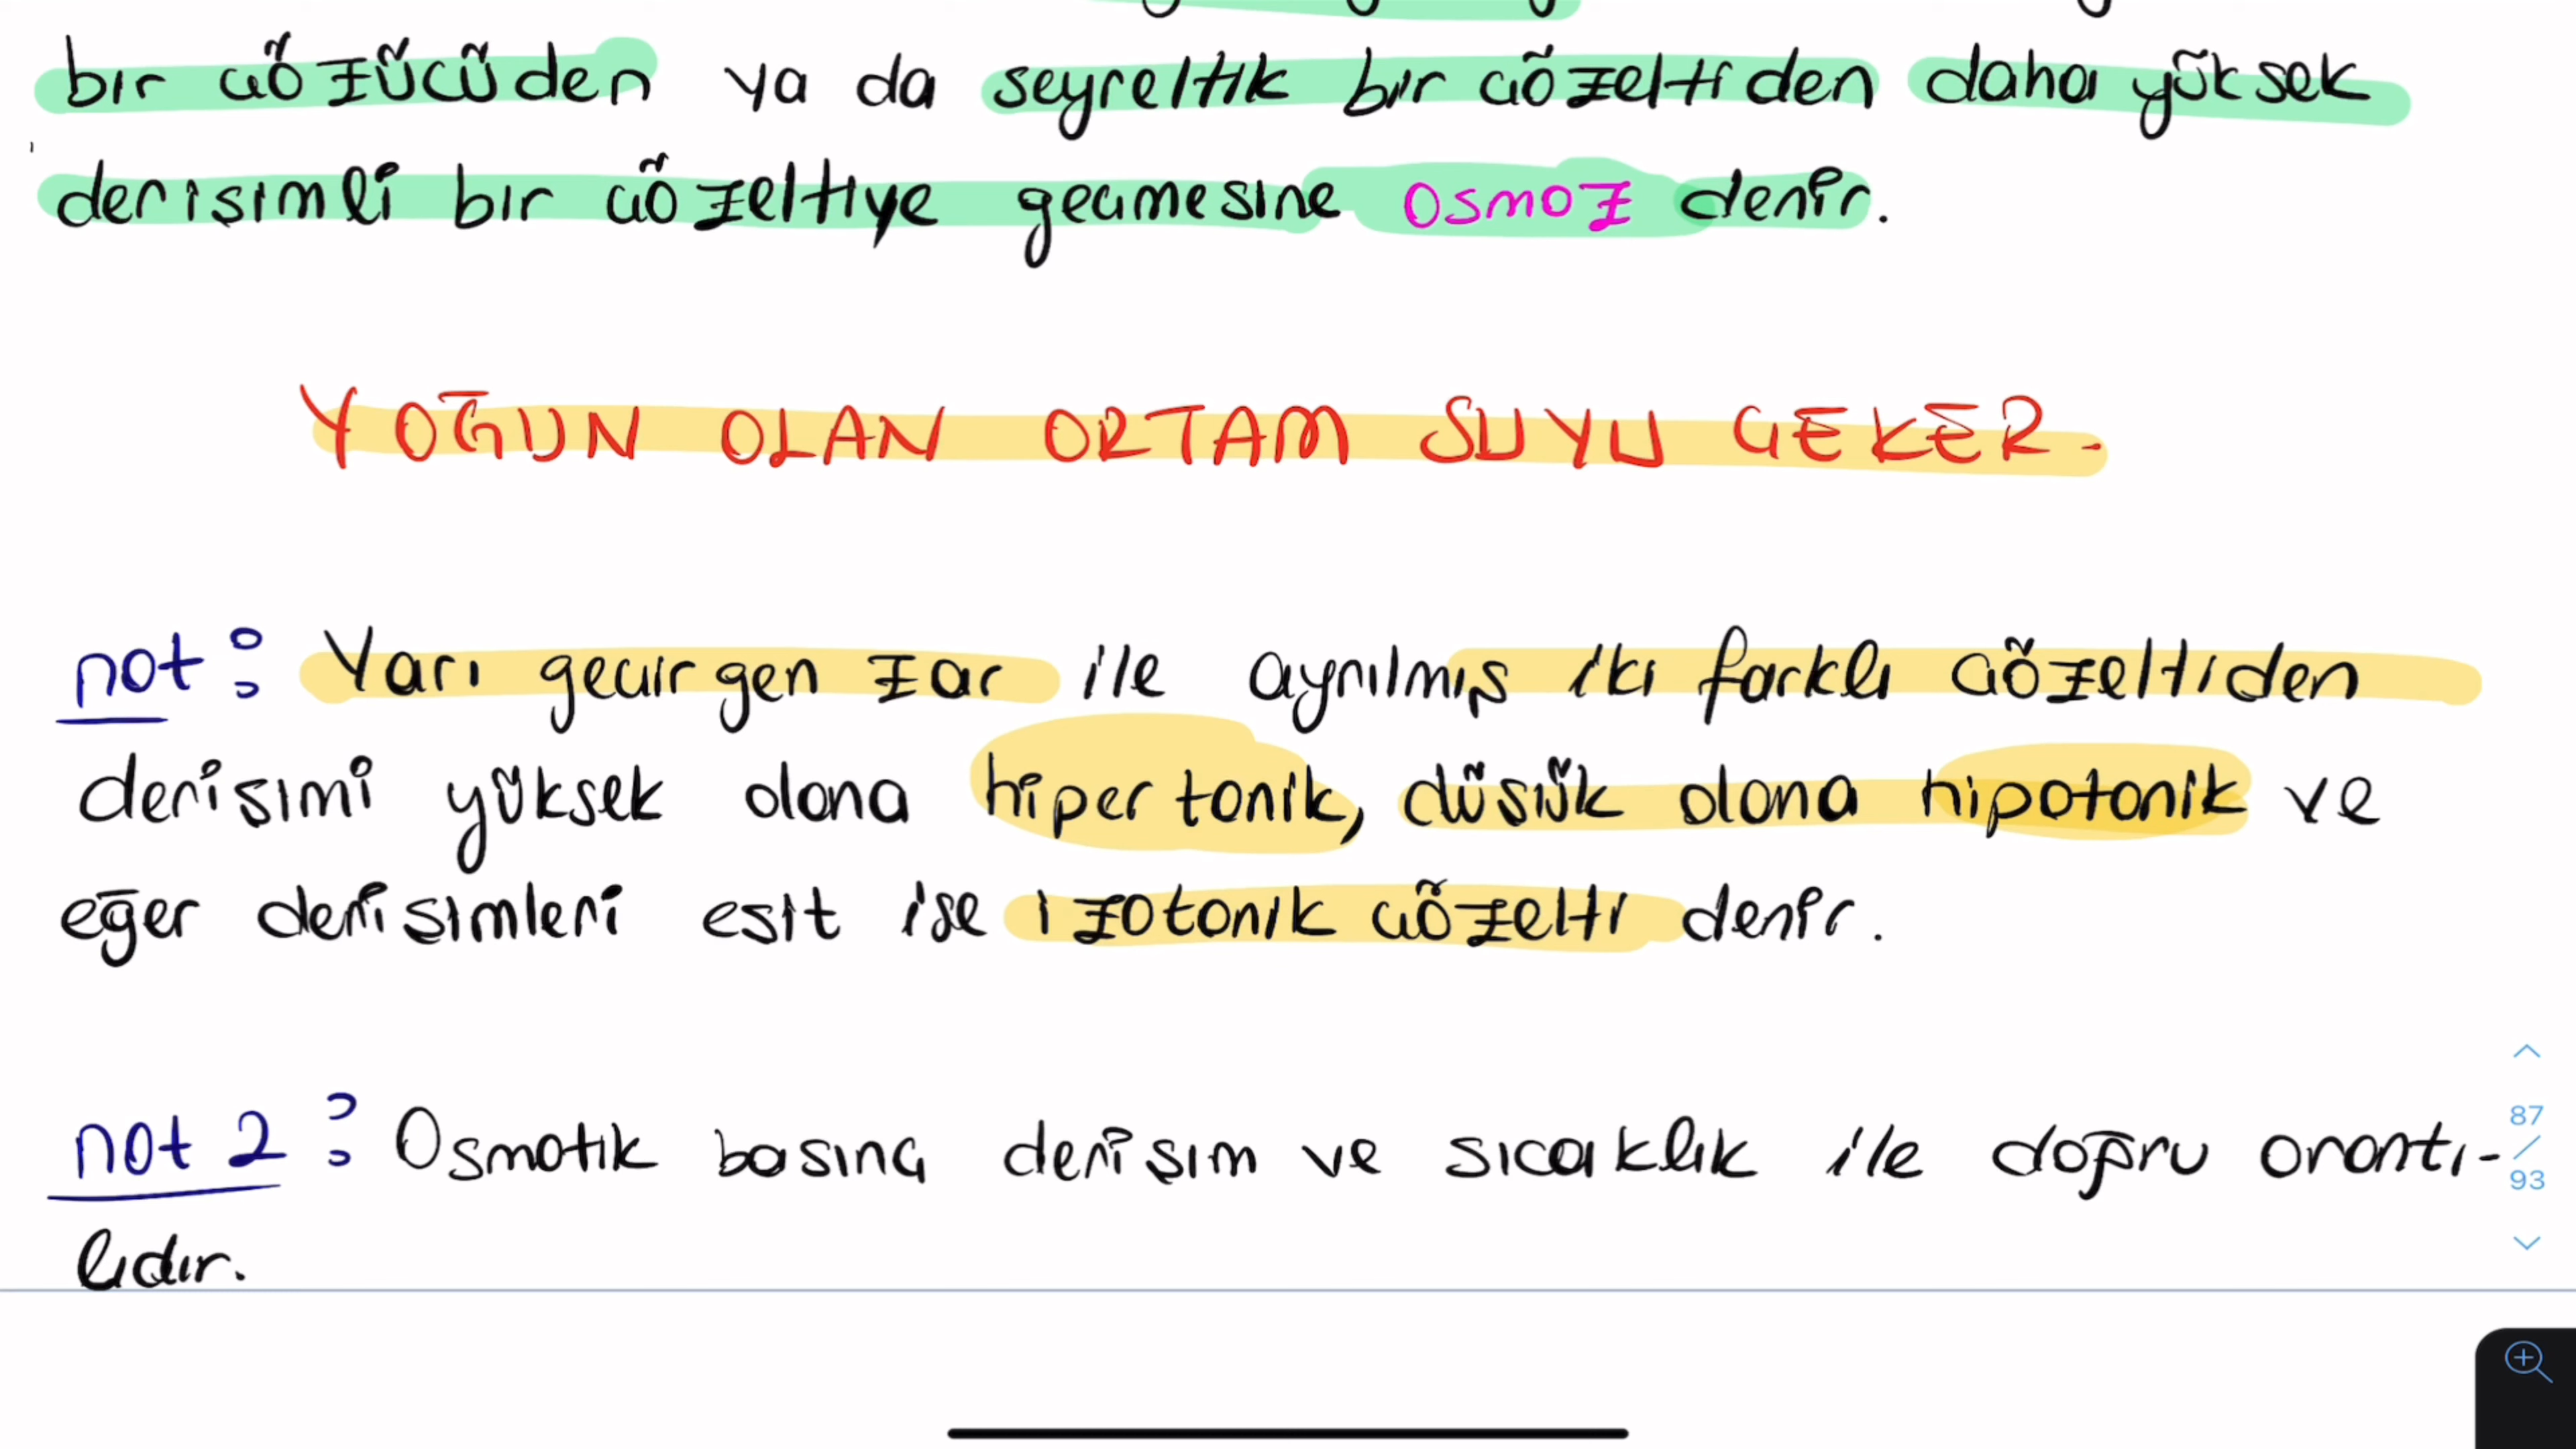 bir çözücüden ya da seyreltik bir çözeltiden daha yüksek
derişimli bir çözeltiye geçmesine osmoz denir.
YOĞUN OLAN ORTAM SUYU ÇEKER.
not: Yarı geçirgen zar ile ayrılmış iki farklı çözeltiden
derişimi yüksek olana hipertonik, düşük olana hipotonik ve
eğer derişimleri eşit ise izotonik çözelti denir.
not 2: Osmotik basınç derişim ve sıcaklık ile doğru orantı-
lıdır.
87
/
93